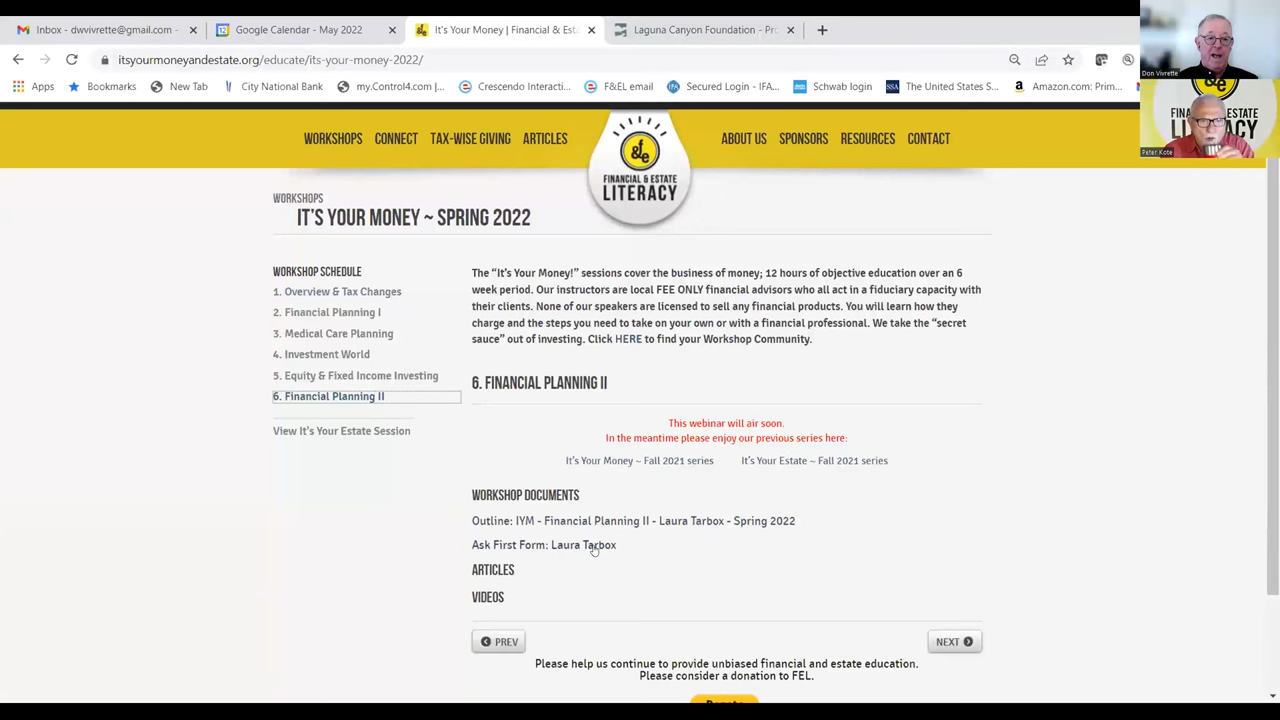 Inbox - dwvivrette@gmail.com -
Google Calendar - May 2022
It's Your Money | Financial & Est
Laguna Canyon Foundation - Pro
itsyourmoneyandestate.org/educate/its-your-money-2022/
Apps
Bookmarks
New Tab
City National Bank
my.Control4.com |...
Crescendo Interacti...
F&EL email
Secured Login - IFA...
Schwab login
The United States S...
Amazon.com: Prim...
Don Vivrette
Peter Kote
WORKSHOPS
CONNECT
TAX-WISE GIVING
ARTICLES
f&e
FINANCIAL & ESTATE
LITERACY
ABOUT US
SPONSORS
RESOURCES
CONTACT
WORKSHOPS
IT'S YOUR MONEY ~ SPRING 2022
WORKSHOP SCHEDULE
1. Overview & Tax Changes
2. Financial Planning I
3. Medical Care Planning
4. Investment World
5. Equity & Fixed Income Investing
6. Financial Planning II
View It's Your Estate Session
The “It's Your Money!” sessions cover the business of money; 12 hours of objective education over an 6
week period. Our instructors are local FEE ONLY financial advisors who all act in a fiduciary capacity with
their clients. None of our speakers are licensed to sell any financial products. You will learn how they
charge and the steps you need to take on your own or with a financial professional. We take the “secret
sauce” out of investing. Click HERE to find your Workshop Community.
6. FINANCIAL PLANNING II
This webinar will air soon.
In the meantime please enjoy our previous series here:
It's Your Money ~ Fall 2021 series
It's Your Estate ~ Fall 2021 series
WORKSHOP DOCUMENTS
Outline: IYM - Financial Planning II - Laura Tarbox - Spring 2022
Ask First Form: Laura Tarbox
ARTICLES
VIDEOS
PREV
NEXT
Please help us continue to provide unbiased financial and estate education.
Please consider a donation to FEL.
Donate